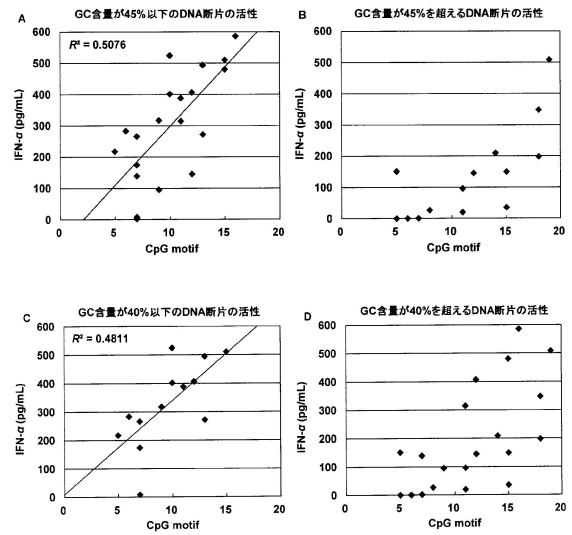 A
GC含量が45%以下のDNA断片の活性
R² = 0.5076
IFN-α (pg/mL)
600
500
400
300
200
100
0
0 5 10 15 20
CpG motif
B
GC含量が45%を超えるDNA断片の活性
IFN-α (pg/mL)
600
500
400
300
200
100
0
0 5 10 15 20
CpG motif
C
GC含量が40%以下のDNA断片の活性
R² = 0.4811
IFN-α (pg/mL)
600
500
400
300
200
100
0
0 5 10 15 20
CpG motif
D
GC含量が40%を超えるDNA断片の活性
IFN-α (pg/mL)
600
500
400
300
200
100
0
0 5 10 15 20
CpG motif